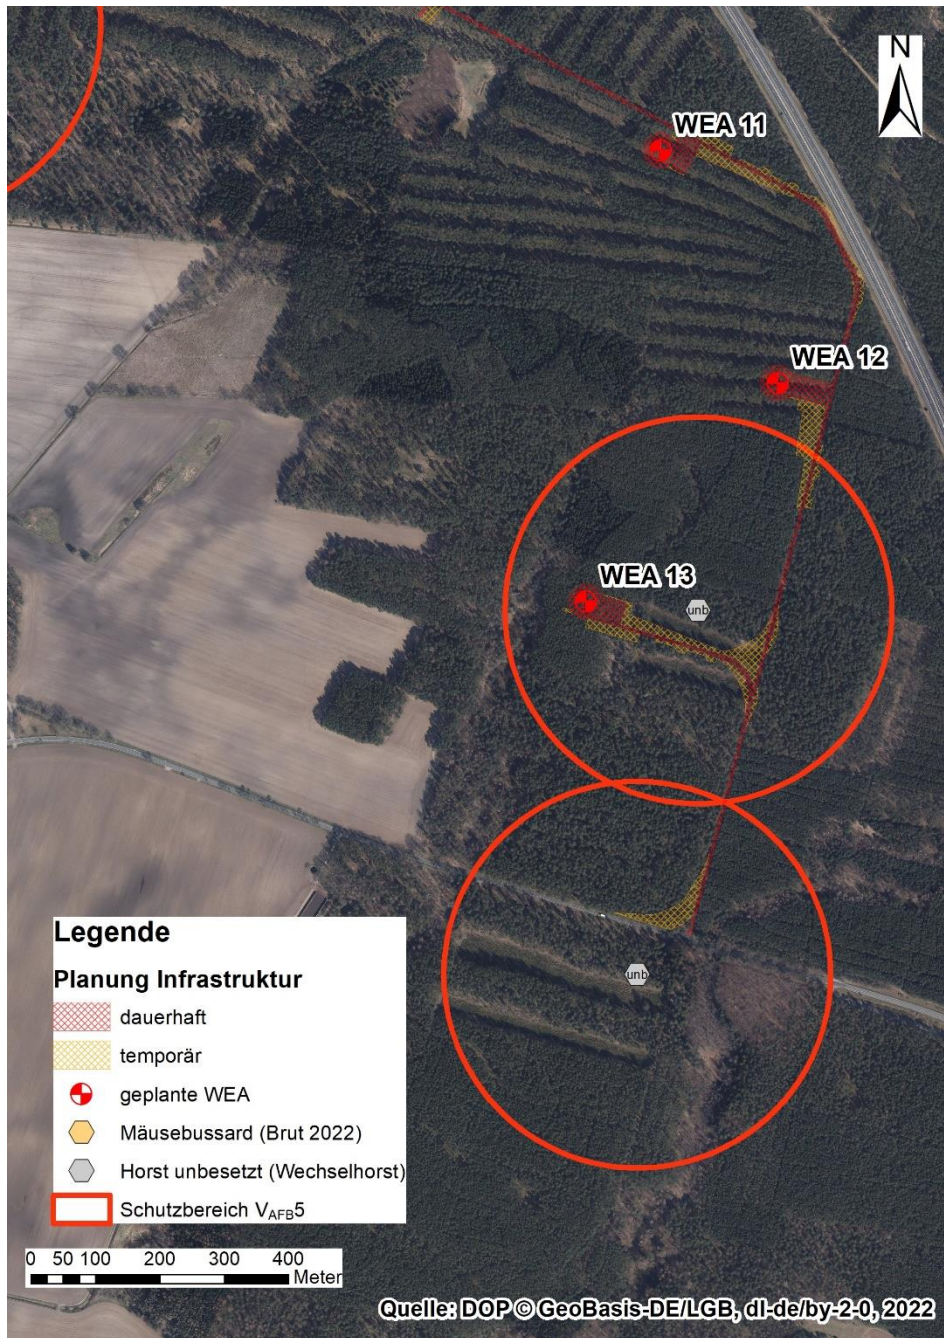 N
WEA 11
WEA 12
WEA 13
unb
unb
Legende
Planung Infrastruktur
dauerhaft
temporär
geplante WEA
Mäusebussard (Brut 2022)
Horst unbesetzt (Wechselhorst)
Schutzbereich VAFB5
0 50 100 200 300 400
Meter
Quelle: DOP © GeoBasis-DE/LGB, dl-de/by-2-0, 2022